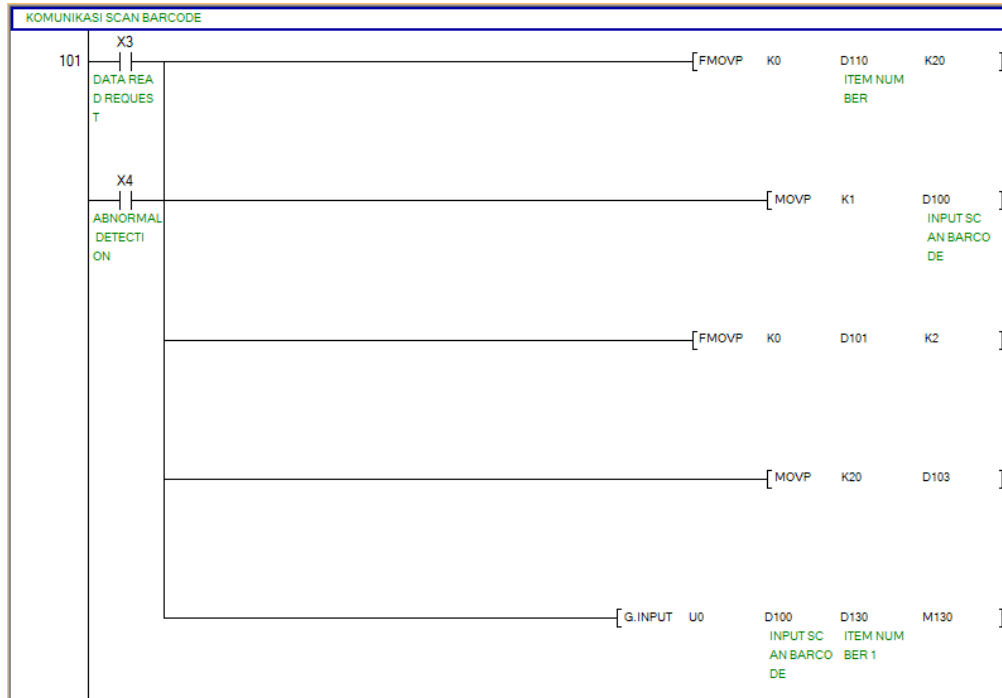 KOMUNIKASI SCAN BARCODE
X3
101
[FMOVP K0 D110 K20 ]
DATA REA
D REQUES
T
ITEM NUM
BER
X4
[MOVP K1 D100 ]
ABNORMAL
DETECTI
ON
INPUT SC
AN BARCO
DE
[FMOVP K0 D101 K2 ]
[MOVP K20 D103 ]
[G.INPUT U0 D100 D130 M130 ]
INPUT SC
AN BARCO
DE
ITEM NUM
BER 1